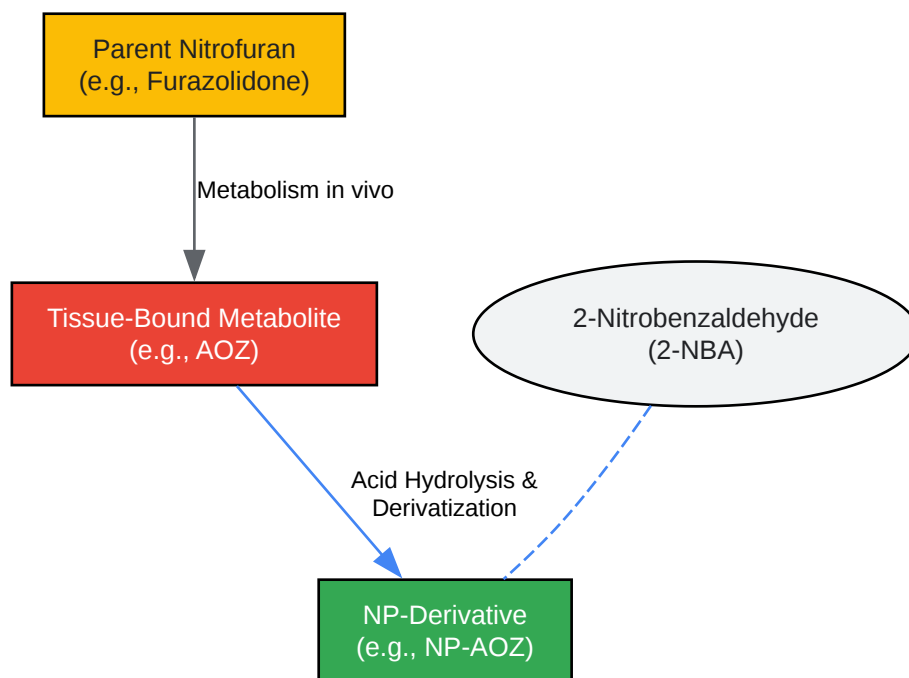 Parent Nitrofuran
(e.g., Furazolidone)
Metabolism in vivo
Tissue-Bound Metabolite
(e.g., AOZ)
2-Nitrobenzaldehyde
(2-NBA)
Acid Hydrolysis &
Derivatization
NP-Derivative
(e.g., NP-AOZ)